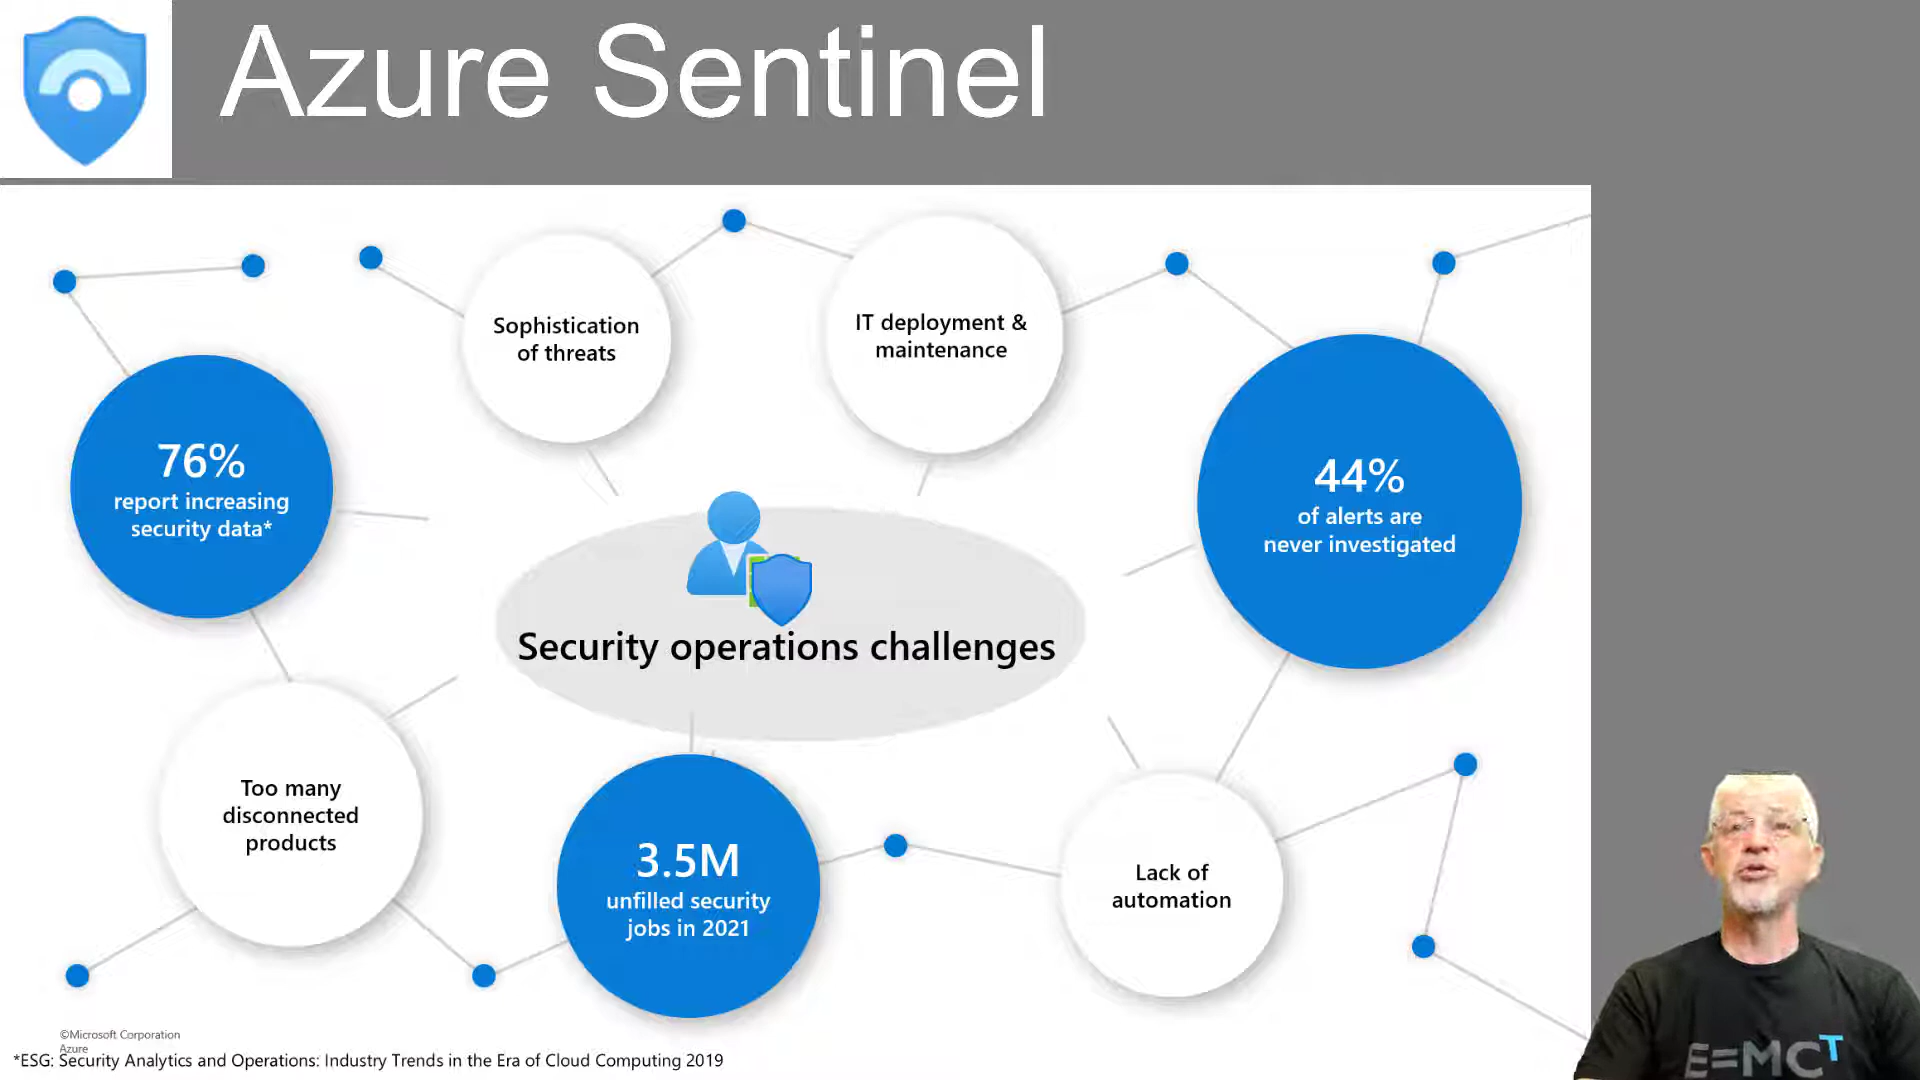 Azure Sentinel
Sophistication
of threats
IT deployment &
maintenance
76%
report increasing
security data*
44%
of alerts are
never investigated
Security operations challenges
Too many
disconnected
products
3.5M
unfilled security
jobs in 2021
Lack of
automation
©Microsoft Corporation
Azure
*ESG: Security Analytics and Operations: Industry Trends in the Era of Cloud Computing 2019
E=MCT